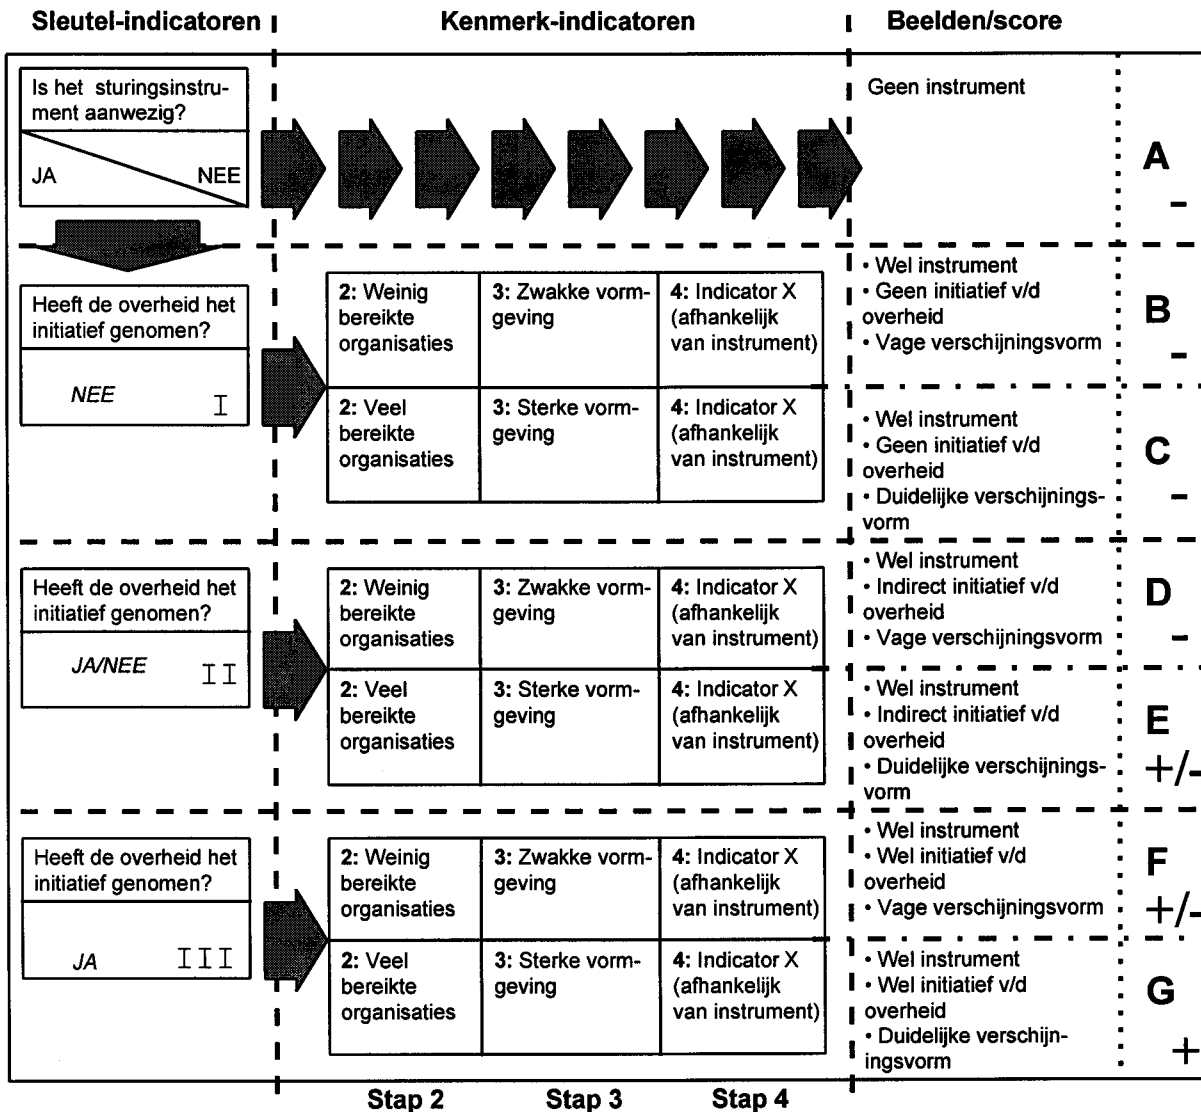 Sleutel-indicatoren
Kenmerk-indicatoren
Beelden/score
Is het sturingsinstru-
ment aanwezig?
JA
NEE
Geen instrument
A
-
Heeft de overheid het
initiatief genomen?
NEE
I
2: Weinig
bereikte
organisaties
3: Zwakke vorm-
geving
4: Indicator X
(afhankelijk
van instrument)
• Wel instrument
• Geen initiatief v/d
overheid
• Vage verschijningsvorm
B
-
2: Veel
bereikte
organisaties
3: Sterke vorm-
geving
4: Indicator X
(afhankelijk
van instrument)
• Wel instrument
• Geen initiatief v/d
overheid
• Duidelijke verschijnings-
vorm
C
-
Heeft de overheid het
initiatief genomen?
JA/NEE
II
2: Weinig
bereikte
organisaties
3: Zwakke vorm-
geving
4: Indicator X
(afhankelijk
van instrument)
• Wel instrument
• Indirect initiatief v/d
overheid
• Vage verschijningsvorm
D
-
2: Veel
bereikte
organisaties
3: Sterke vorm-
geving
4: Indicator X
(afhankelijk
van instrument)
• Wel instrument
• Indirect initiatief v/d
overheid
• Duidelijke verschijnings-
vorm
E
+/-
Heeft de overheid het
initiatief genomen?
JA
III
2: Weinig
bereikte
organisaties
3: Zwakke vorm-
geving
4: Indicator X
(afhankelijk
van instrument)
• Wel instrument
• Wel initiatief v/d
overheid
• Vage verschijningsvorm
F
+/-
2: Veel
bereikte
organisaties
3: Sterke vorm-
geving
4: Indicator X
(afhankelijk
van instrument)
• Wel instrument
• Wel initiatief v/d
overheid
• Duidelijke verschijn-
ingsvorm
G
+
Stap 2
Stap 3
Stap 4